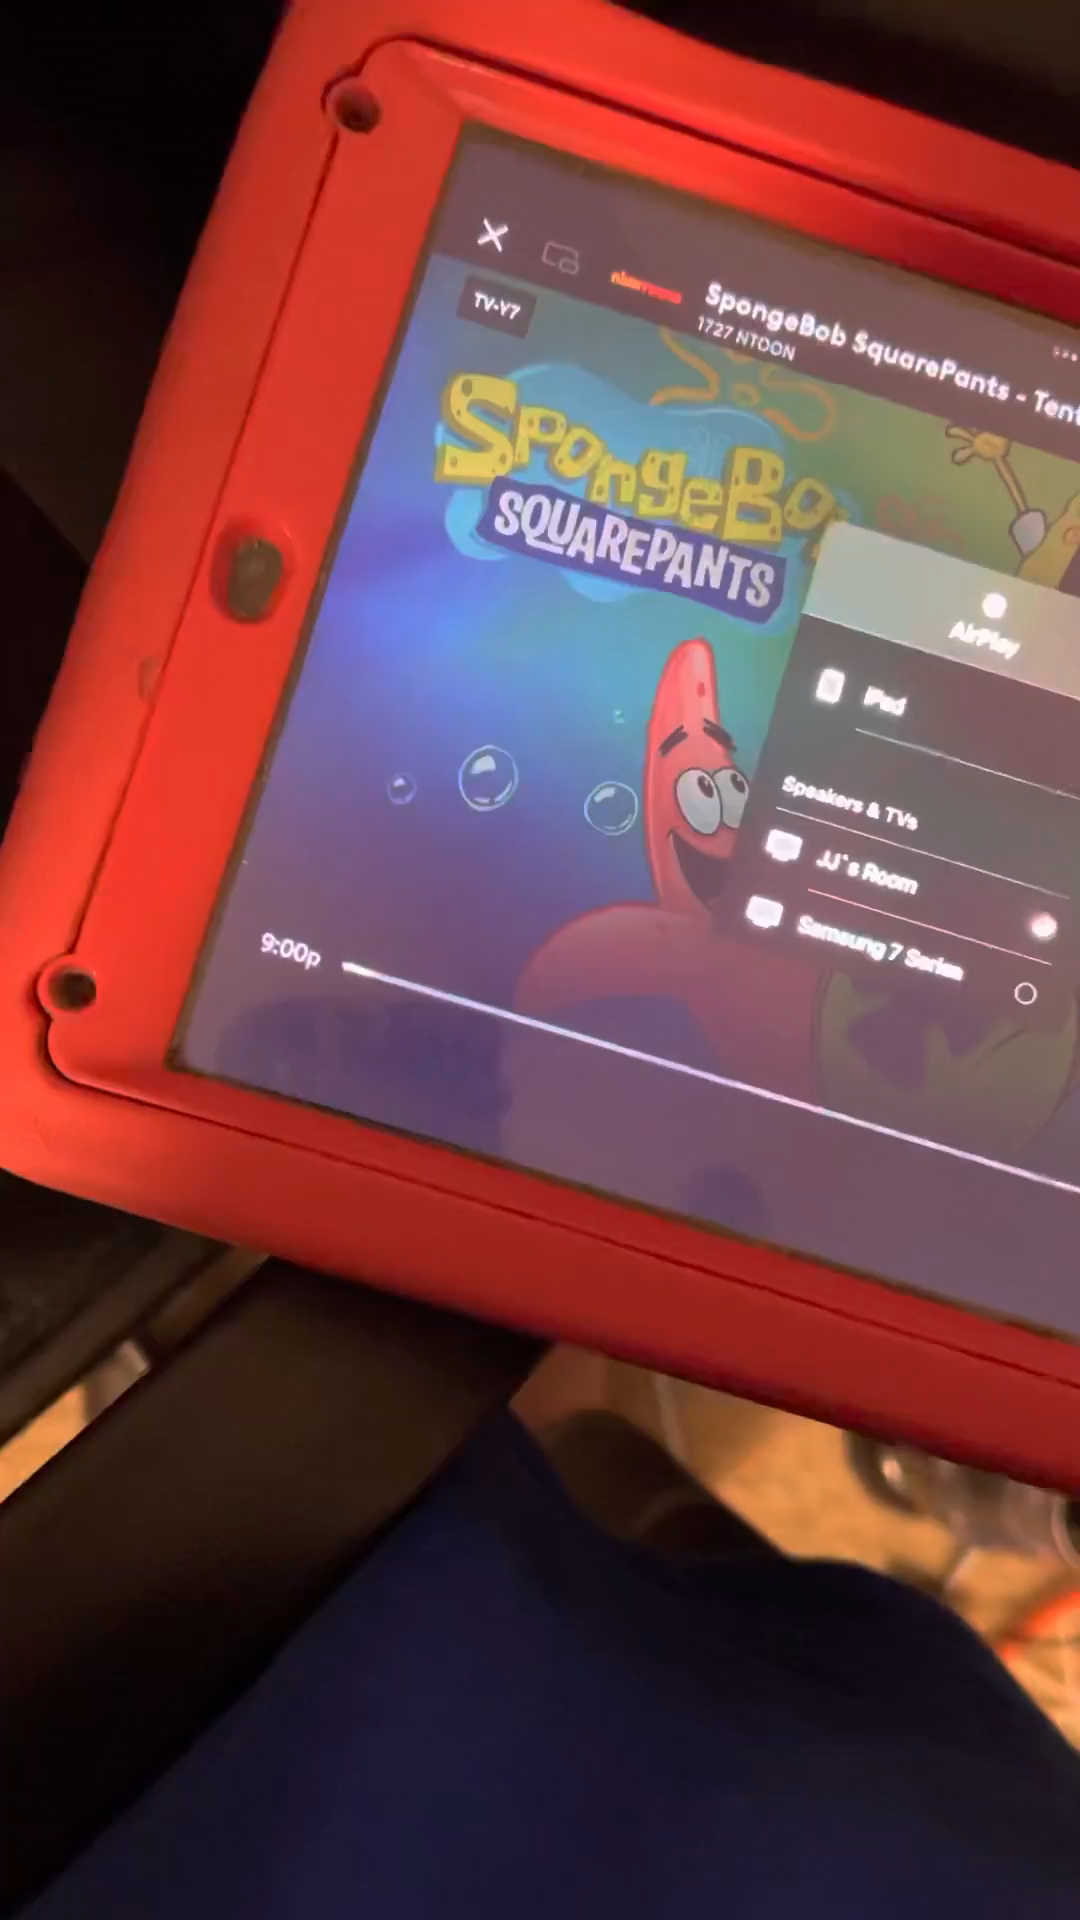 SpongeBob SquarePants - Tent
1727 NTOON
TV-Y7
SpongeBo
SQUAREPANTS
AirPlay
iPad
Speakers & TVs
JJ's Room
Samsung 7 Series
9:00p